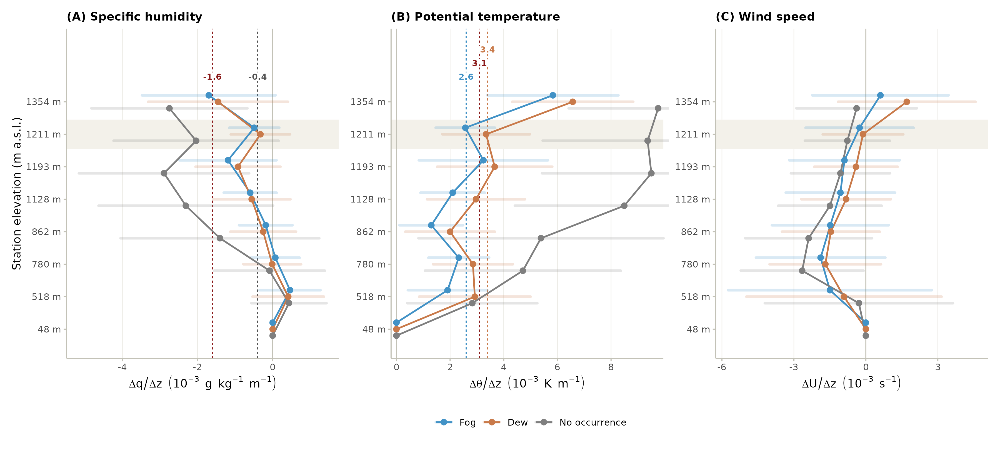 (A) Specific humidity
(B) Potential temperature
(C) Wind speed
3.4
3.1
-1.6
-0.4
2.6
Station elevation (m a.s.l.)
1354 m
1211 m
1193 m
1128 m
862 m
780 m
518 m
48 m
1354 m
1211 m
1193 m
1128 m
862 m
780 m
518 m
48 m
1354 m
1211 m
1193 m
1128 m
862 m
780 m
518 m
48 m
-4 -2 0
0 2 4 6 8
-6 -3 0 3
Δq/Δz (10⁻³ g kg⁻¹ m⁻¹)
Δθ/Δz (10⁻³ K m⁻¹)
ΔU/Δz (10⁻³ s⁻¹)
Fog Dew No occurrence